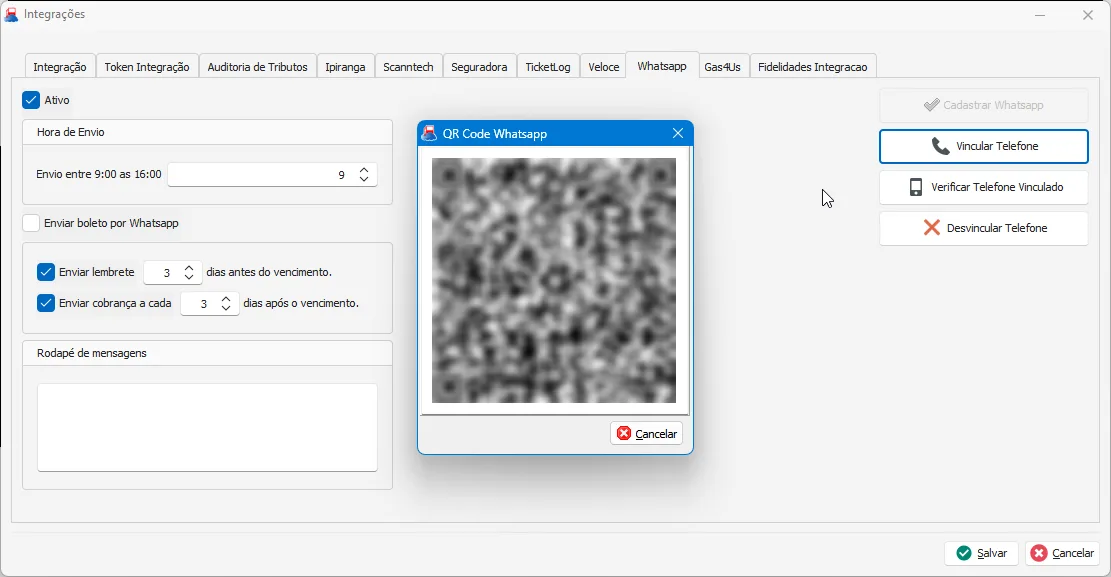 Integrações
Integração Token Integração Auditoria de Tributos Ipiranga Scanntech Seguradora TicketLog Veloce Whatsapp Gas4Us Fidelidades Integracao
Ativo
Hora de Envio
Envio entre 9:00 as 16:00 9
Enviar boleto por Whatsapp
Enviar lembrete 3 dias antes do vencimento.
Enviar cobrança a cada 3 dias após o vencimento.
Rodapé de mensagens
QR Code Whatsapp
Cancelar
Cadastrar Whatsapp
Vincular Telefone
Verificar Telefone Vinculado
Desvincular Telefone
Salvar Cancelar